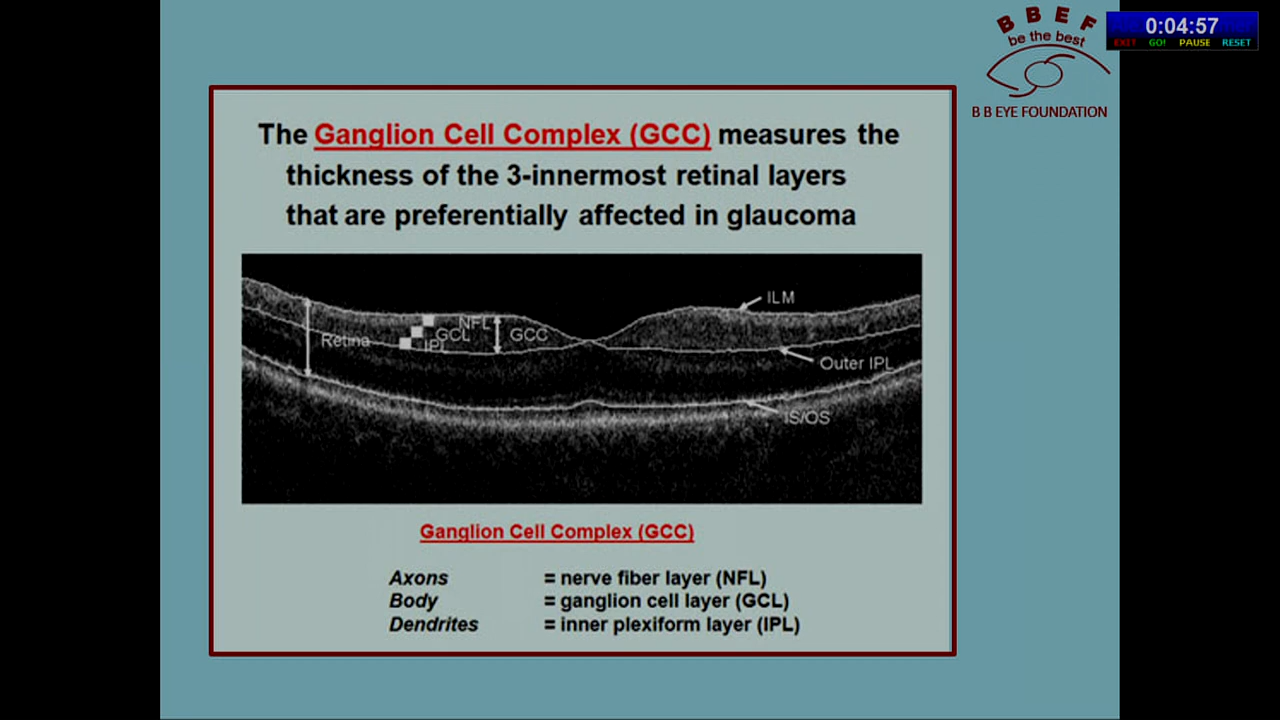 BBEF
be the best
B B EYE FOUNDATION
0:04:57
EXIT GO! PAUSE RESET
The Ganglion Cell Complex (GCC) measures the
thickness of the 3-innermost retinal layers
that are preferentially affected in glaucoma
ILM
NFL
GCL
GCC
IPL
Retina
Outer IPL
IS/OS
Ganglion Cell Complex (GCC)
Axons = nerve fiber layer (NFL)
Body = ganglion cell layer (GCL)
Dendrites = inner plexiform layer (IPL)